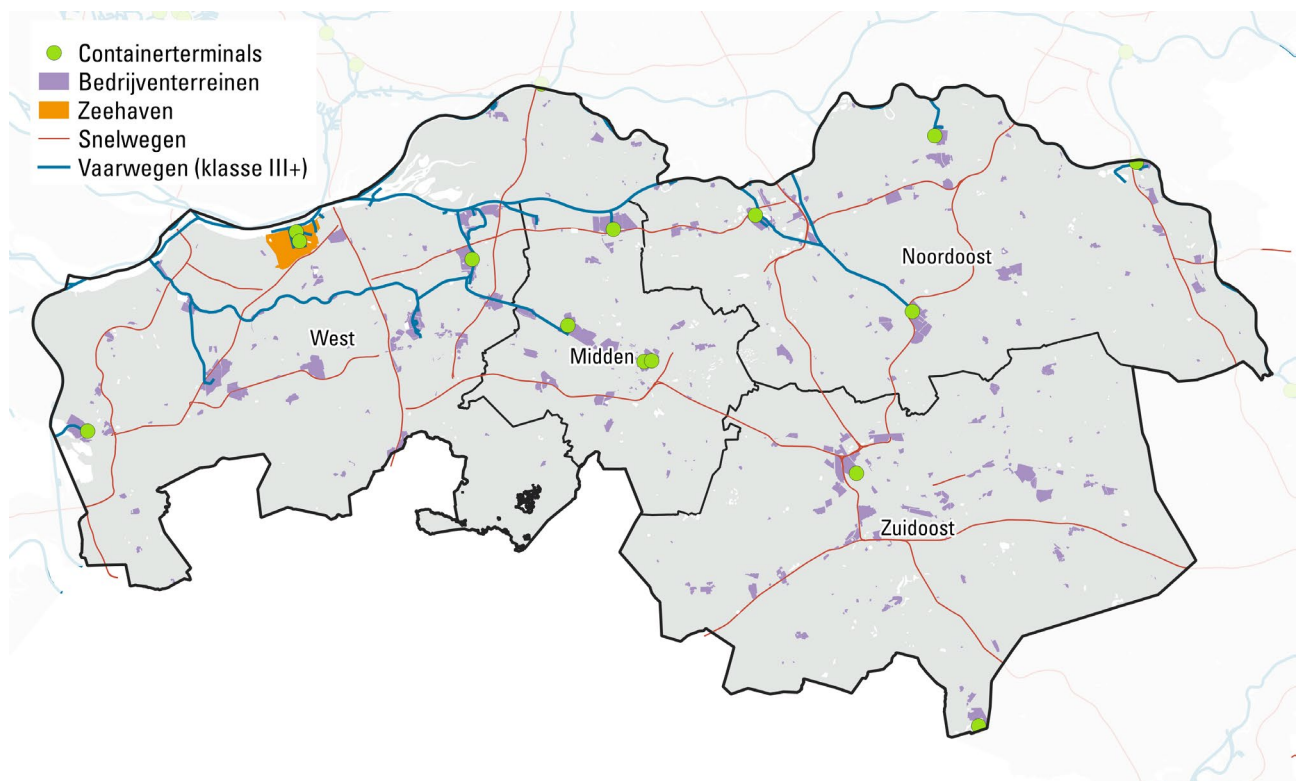 Containerterminals
Bedrijventerreinen
Zeehaven
Snelwegen
Vaarwegen (klasse III+)
Noordoost
West
Midden
Zuidoost